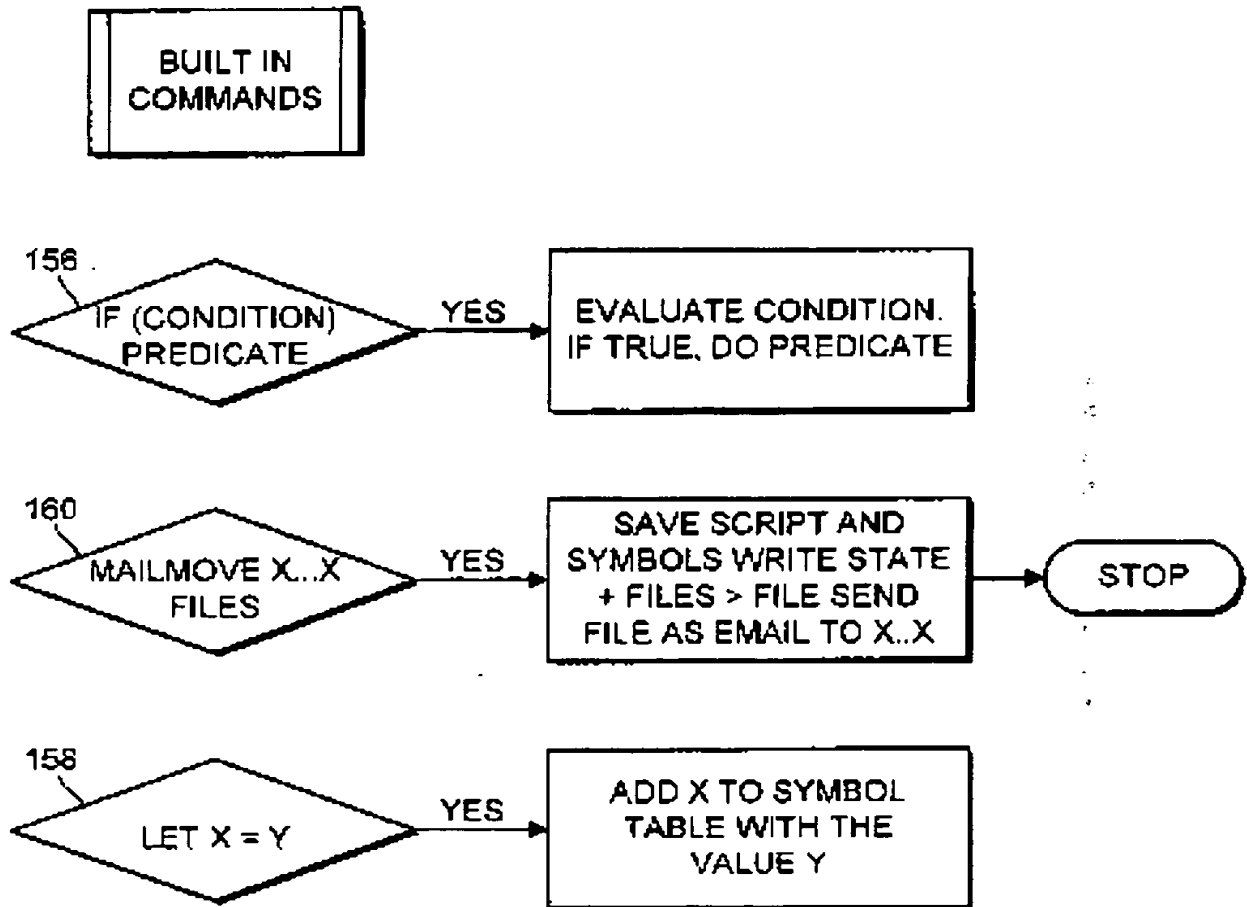 BUILT IN
COMMANDS
156
IF (CONDITION)
PREDICATE
YES
EVALUATE CONDITION.
IF TRUE, DO PREDICATE
160
MAILMOVE X...X
FILES
YES
SAVE SCRIPT AND
SYMBOLS WRITE STATE
+ FILES > FILE SEND
FILE AS EMAIL TO X..X
STOP
158
LET X = Y
YES
ADD X TO SYMBOL
TABLE WITH THE
VALUE Y